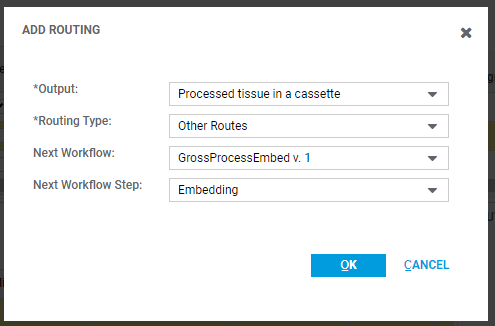 ADD ROUTING
*Output: Processed tissue in a cassette
*Routing Type: Other Routes
Next Workflow: GrossProcessEmbed v. 1
Next Workflow Step: Embedding
OK CANCEL